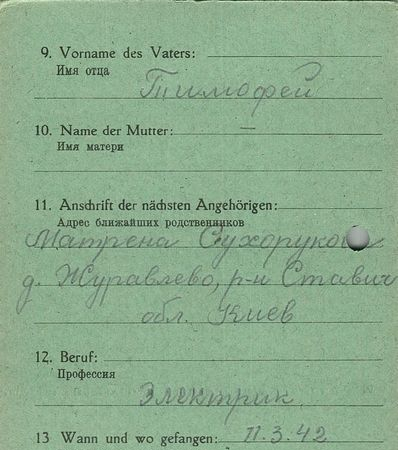 9. Vorname des Vaters:
Имя отца
Тимофей
10. Name der Mutter: —
Имя матери
11. Anschrift der nächsten Angehörigen:
Адрес ближайших родственников
Матрена Сухорукова
д. Журавлево, р-н Ставич
обл. Киев
12. Beruf:
Профессия
Электрик.
13 Wann und wo gefangen: 11.3.42